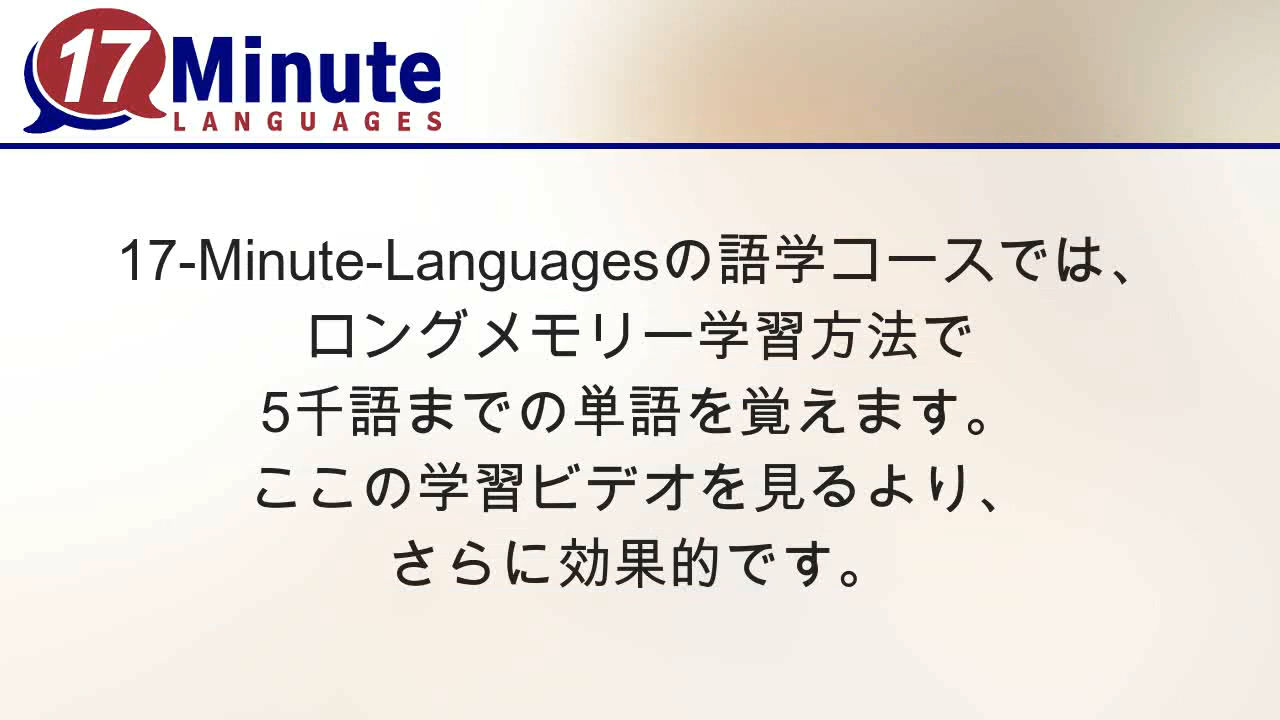 17 Minute
LANGUAGES
17-Minute-Languagesの語学コースでは、
ロングメモリー学習方法で
5千語までの単語を覚えます。
ここの学習ビデオを見るより、
さらに効果的です。